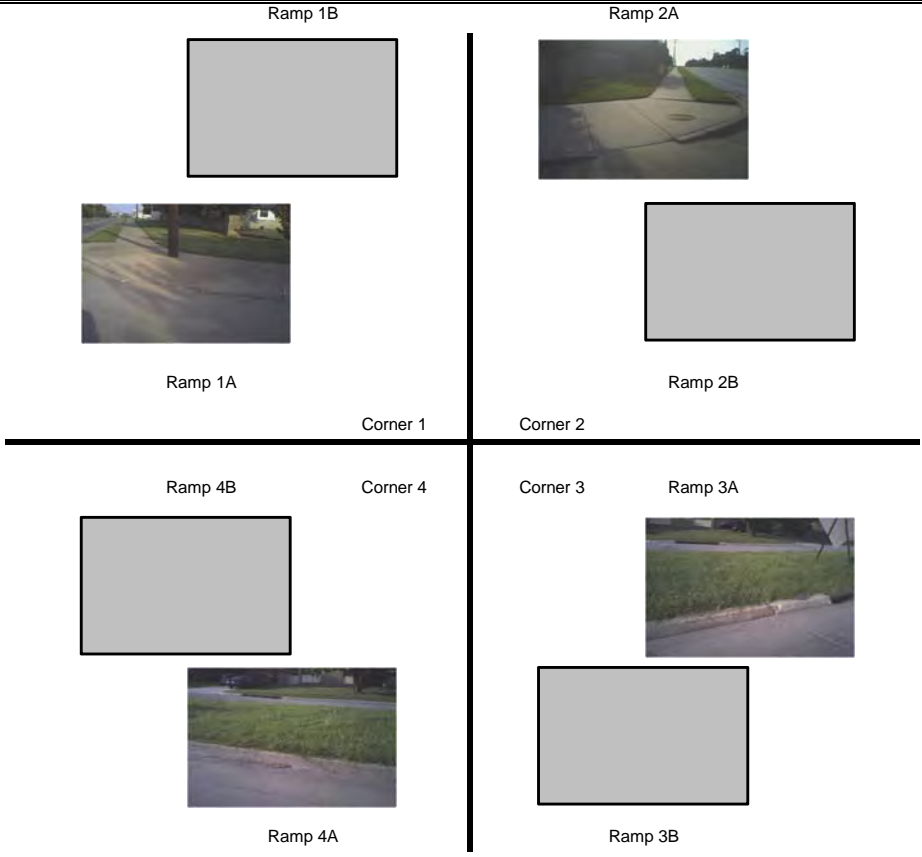 Ramp 1B Ramp 2A
Ramp 1A Ramp 2B
Corner 1 Corner 2
Ramp 4B Corner 4 Corner 3 Ramp 3A
Ramp 4A Ramp 3B